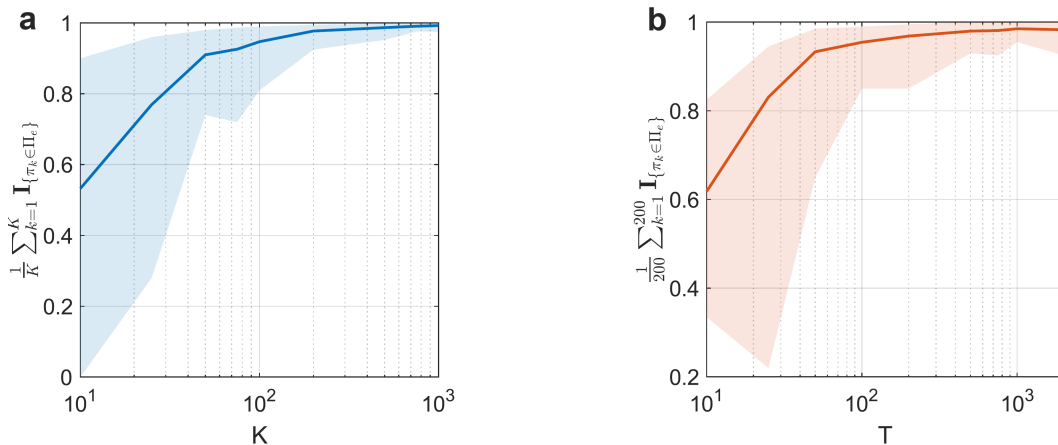 a
1
0.8
0.6
0.4
0.2
0
10^1
10^2
10^3
K
\frac{1}{K} \sum_{k=1}^{K} \mathbf{I}_{\{\pi_k \in \Pi_e\}}
b
1
0.8
0.6
0.4
0.2
10^1
10^2
10^3
T
\frac{1}{200} \sum_{k=1}^{200} \mathbf{I}_{\{\pi_k \in \Pi_e\}}